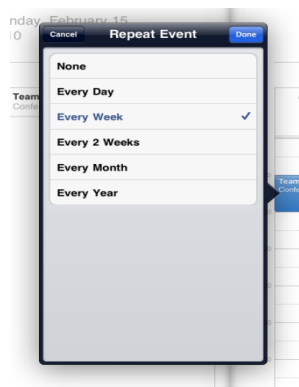 nday, February 15
10
Cancel Repeat Event Done
None
Every Day
Team
Confe
Every Week
Every 2 Weeks
Every Month
Every Year
Team
Confe